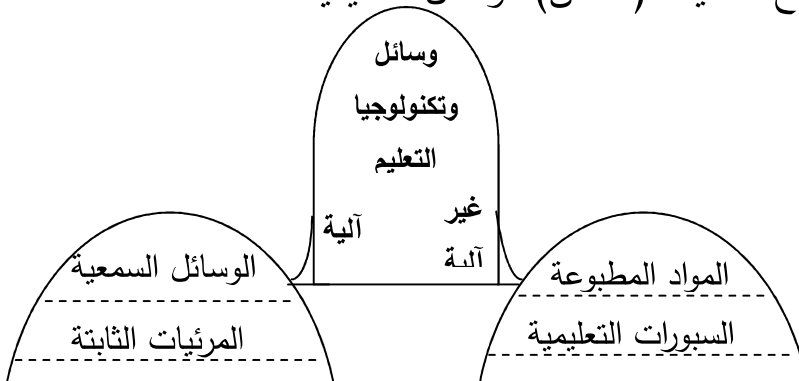 وسائل
وتكنولوجيا
التعليم
غير
آلية
آلية
المواد المطبوعة
السبورات التعليمية
الوسائل السمعية
المرئيات الثابتة